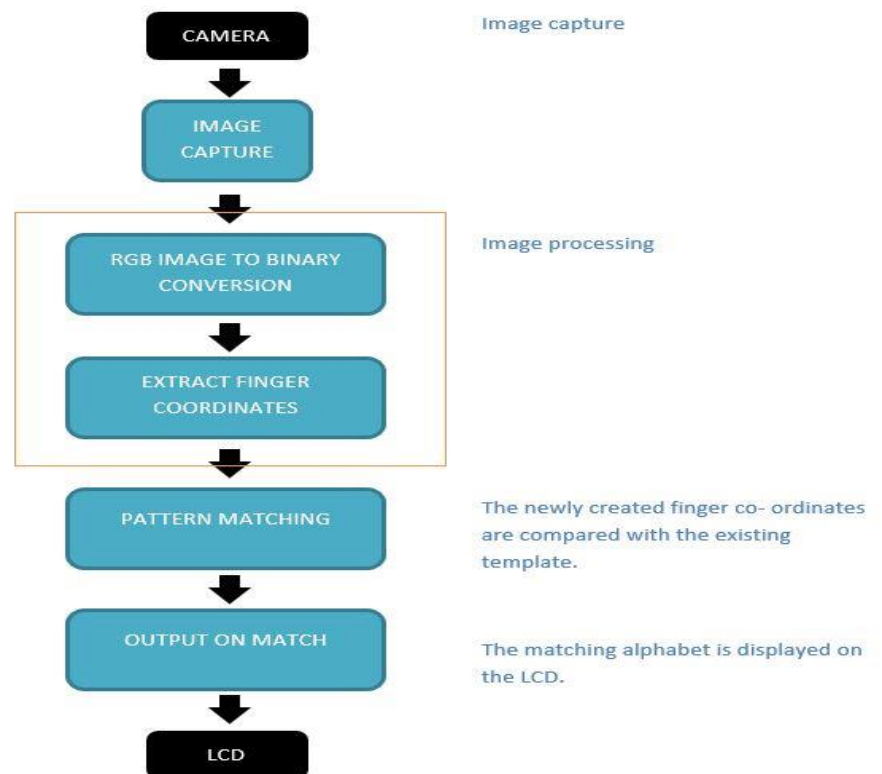 CAMERA
Image capture
IMAGE
CAPTURE
RGB IMAGE TO BINARY
CONVERSION
Image processing
EXTRACT FINGER
COORDINATES
PATTERN MATCHING
The newly created finger co- ordinates
are compared with the existing
template.
OUTPUT ON MATCH
The matching alphabet is displayed on
the LCD.
LCD